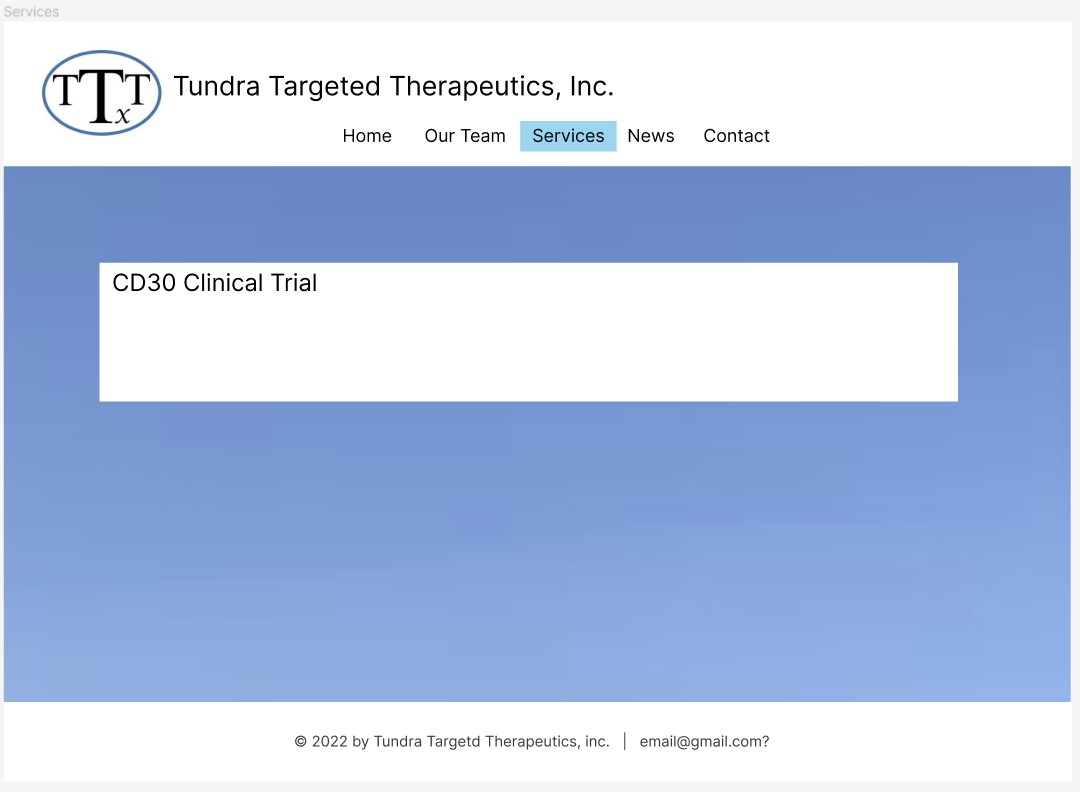 Services
TTT
x
Tundra Targeted Therapeutics, Inc.
Home Our Team Services News Contact
CD30 Clinical Trial
© 2022 by Tundra Targetd Therapeutics, inc. | email@gmail.com?